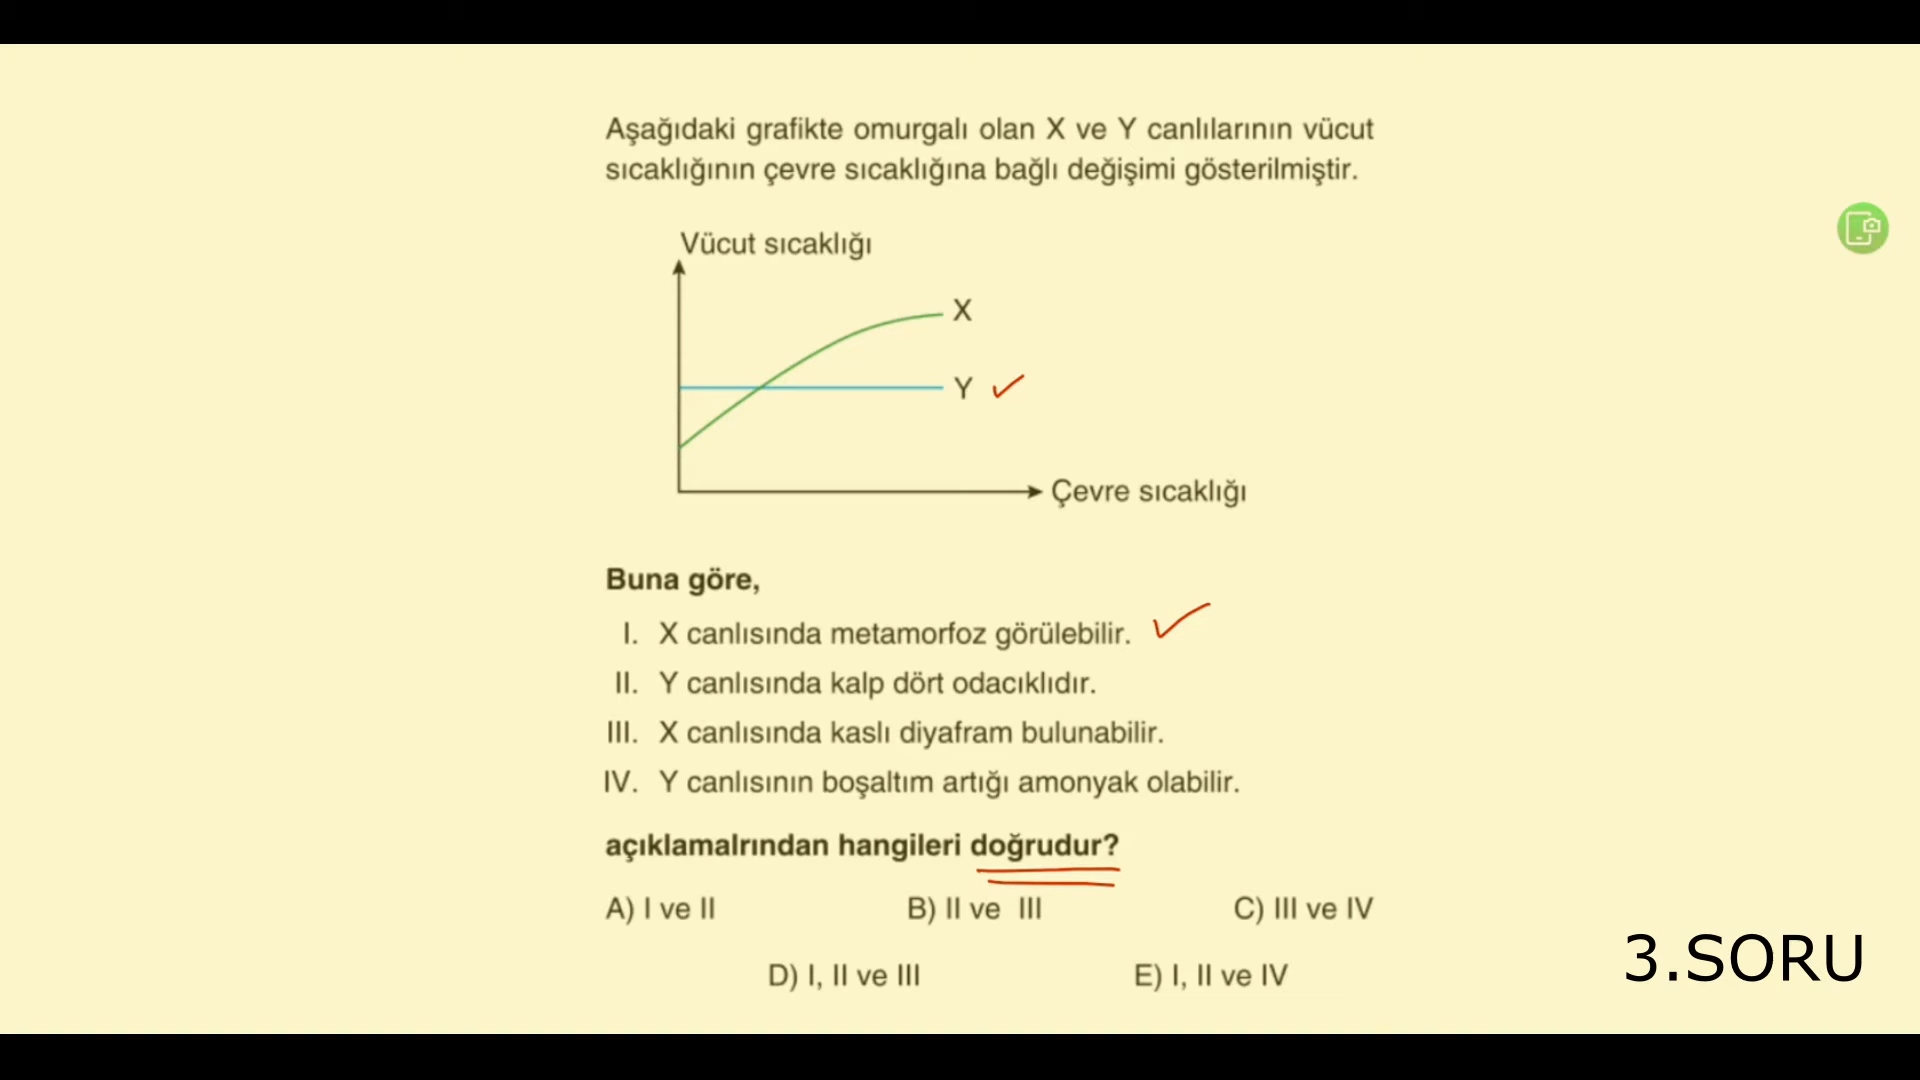 Aşağıdaki grafikte omurgalı olan X ve Y canlılarının vücut
sıcaklığının çevre sıcaklığına bağlı değişimi gösterilmiştir.
Vücut sıcaklığı
X
Y
Çevre sıcaklığı
Buna göre,
I. X canlısında metamorfoz görülebilir.
II. Y canlısında kalp dört odacıklıdır.
III. X canlısında kaslı diyafram bulunabilir.
IV. Y canlısının boşaltım artığı amonyak olabilir.
açıklamalrından hangileri doğrudur?
A) I ve II B) II ve III C) III ve IV
D) I, II ve III E) I, II ve IV
3.SORU